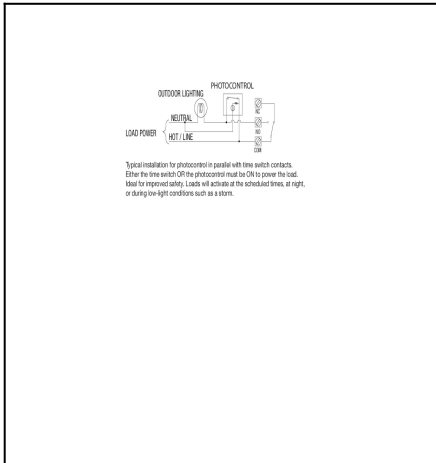 PHOTOCONTROL
OUTDOOR LIGHTING
NC
NEUTRAL
NO
LOAD POWER
HOT / LINE
COM
Typical installation for photocontrol in parallel with time switch contacts.
Either the time switch OR the photocontrol must be ON to power the load.
Ideal for improved safety. Loads will activate at the scheduled times, at night,
or during low-light conditions such as a storm.